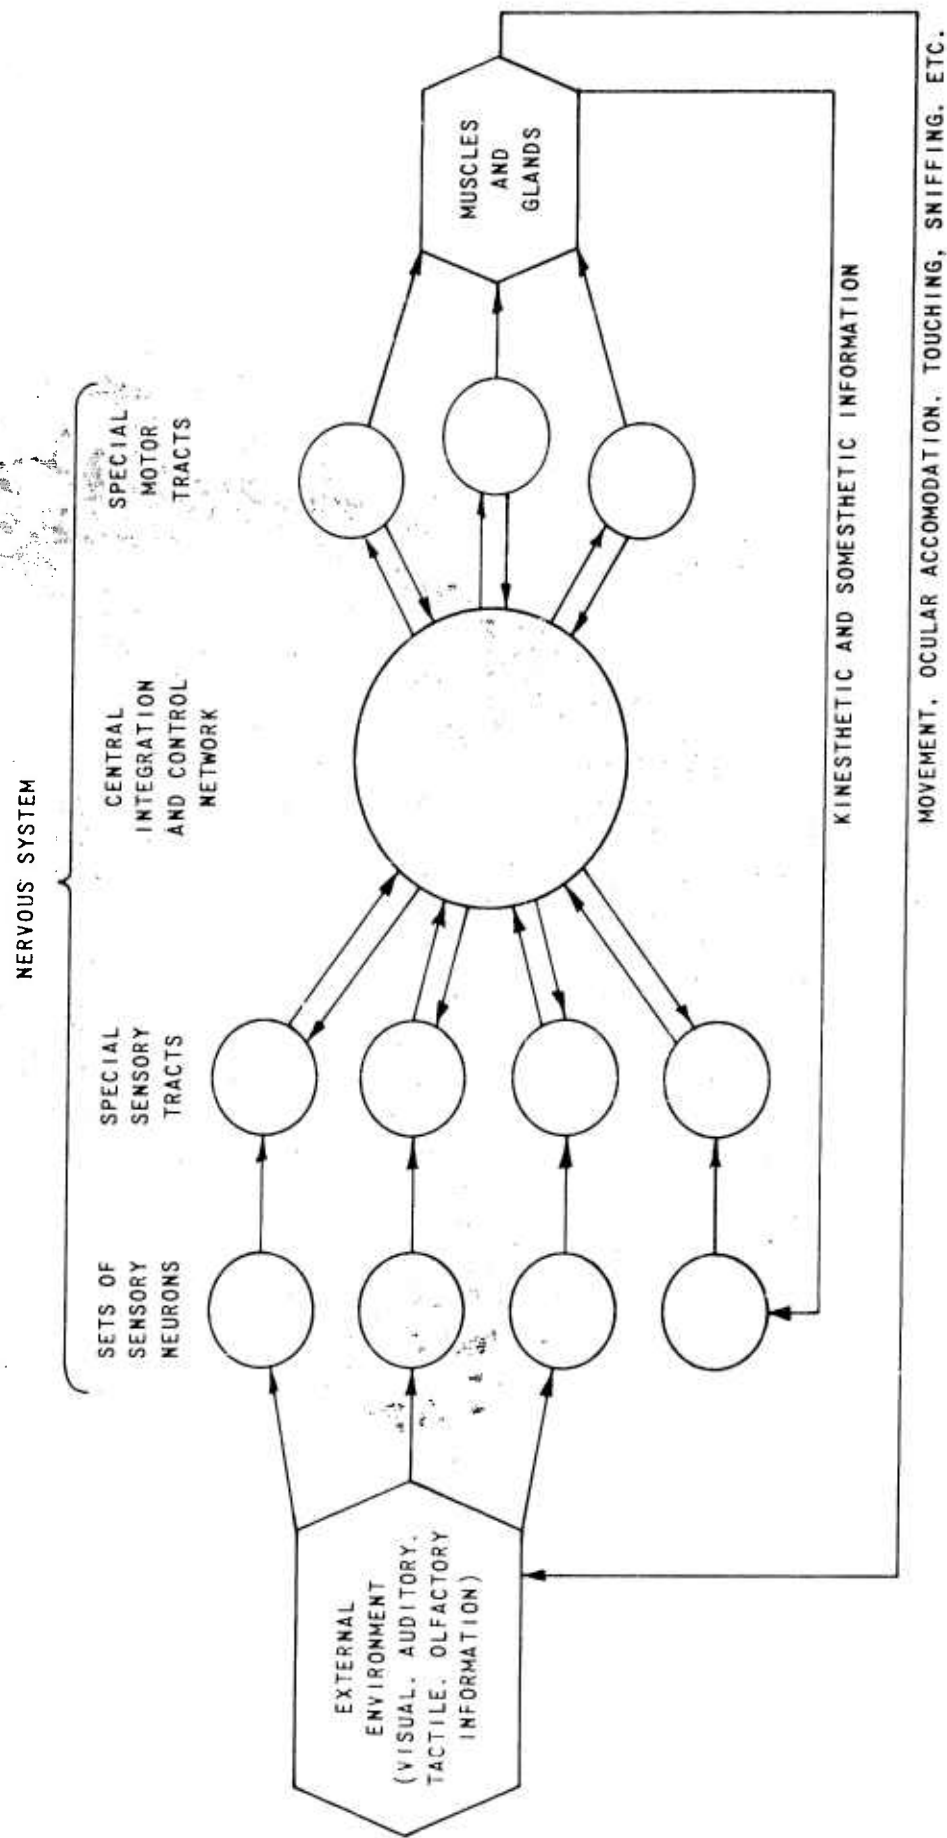 NERVOUS SYSTEM
SETS OF
SENSORY
NEURONS
SPECIAL
SENSORY
TRACTS
CENTRAL
INTEGRATION
AND CONTROL
NETWORK
SPECIAL
MOTOR
TRACTS
EXTERNAL
ENVIRONMENT
(VISUAL, AUDITORY,
TACTILE, OLFACTORY
INFORMATION)
MUSCLES
AND
GLANDS
KINESTHETIC AND SOMESTHETIC INFORMATION
MOVEMENT, OCULAR ACCOMODATION, TOUCHING, SNIFFING, ETC.